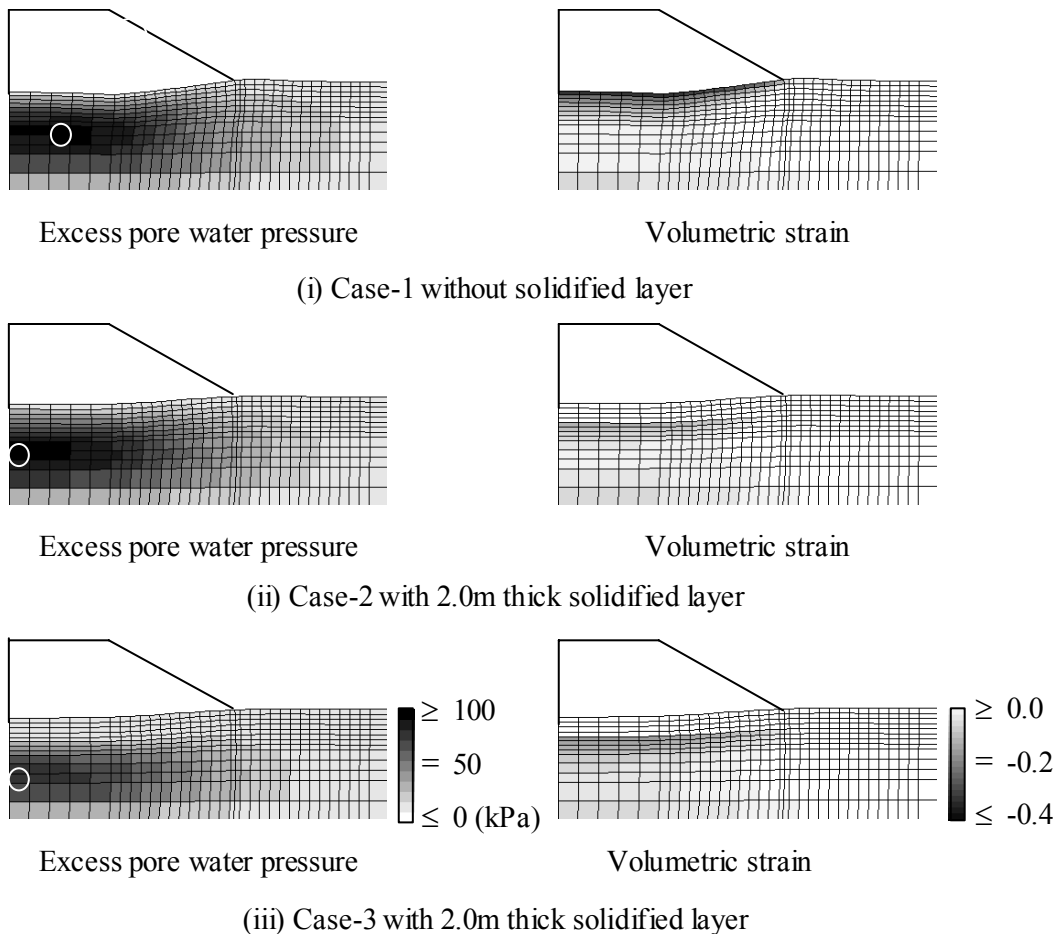 Excess pore water pressure
Volumetric strain
(i) Case-1 without solidified layer
Excess pore water pressure
Volumetric strain
(ii) Case-2 with 2.0m thick solidified layer
≥ 100
= 50
≤ 0 (kPa)
≥ 0.0
= -0.2
≤ -0.4
Excess pore water pressure
Volumetric strain
(iii) Case-3 with 2.0m thick solidified layer